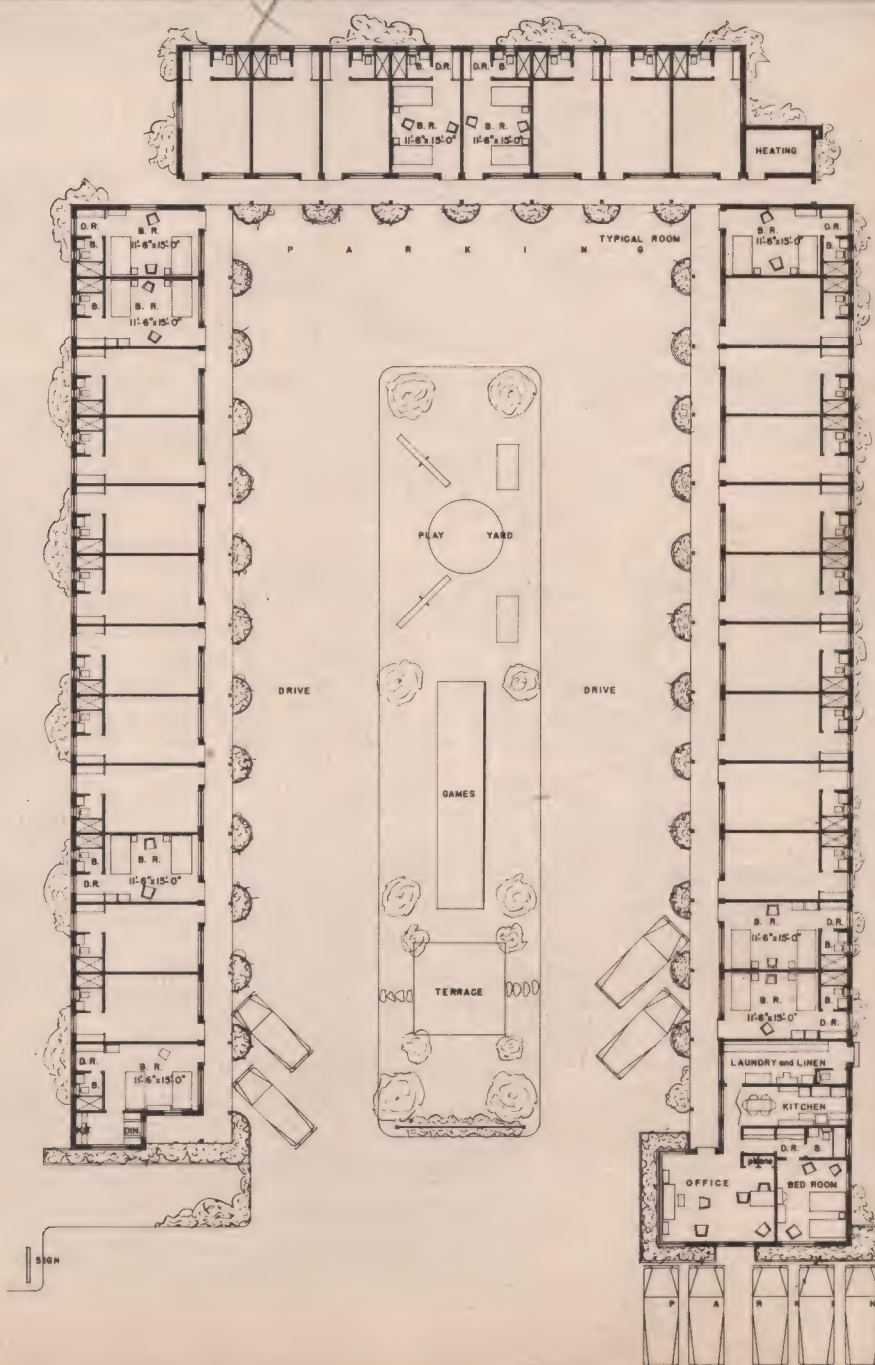 B. D.R. D.R. B.
B. R. B. R.
11'-6"x15'-0" 11'-6"x15'-0"
HEATING
D.R. B. R. B. R. D.R.
11'-6"x15'-0" 11'-6"x15'-0"
B. B.
TYPICAL ROOM
P A R K I N G
B. R.
B.
11'-6"x15'-0"
PLAY YARD
DRIVE DRIVE
GAMES
B. R.
B.
D.R. 11'-6"x15'-0"
B. R. D.R.
11'-6"x15'-0"
B.
TERRACE
B. R. B.
11'-6"x15'-0" D.R.
D.R. B. R.
B. 11'-6"x15'-0"
LAUNDRY and LINEN
KITCHEN
DIN.
D.R. B.
phone
OFFICE BED ROOM
SIGN
P A R K I N